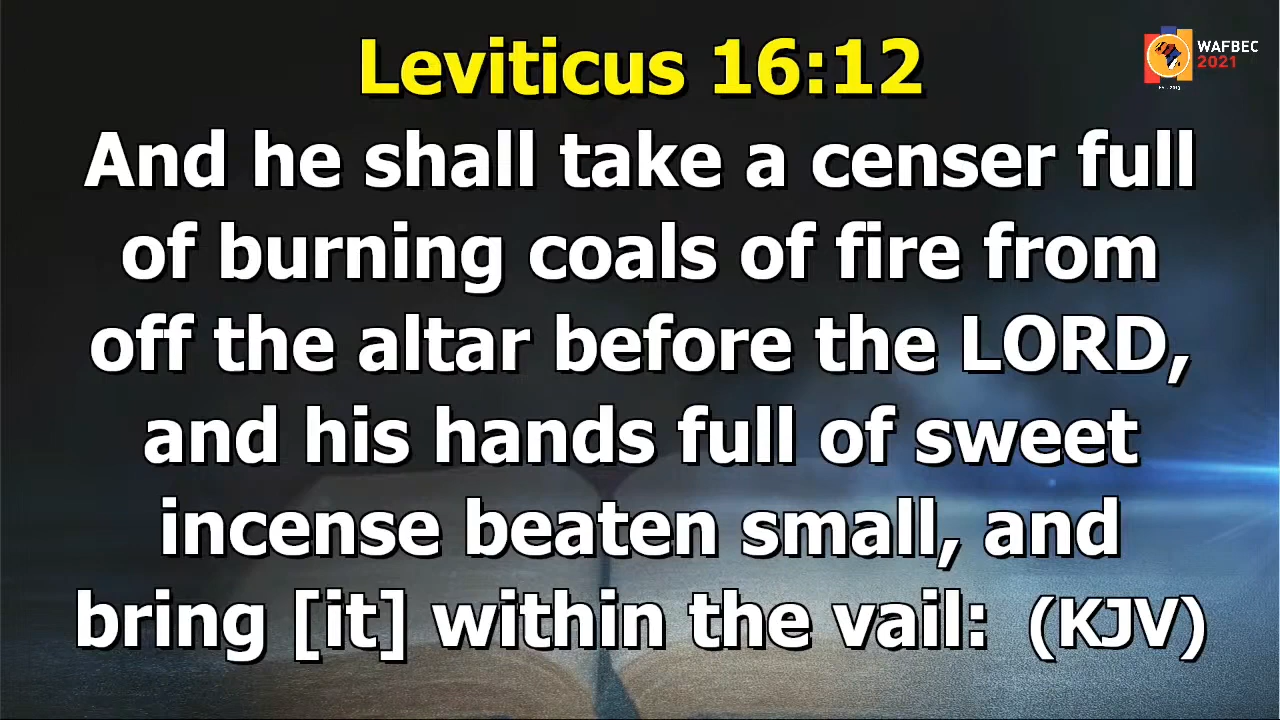 Leviticus 16:12
WAFBEC
2021
And he shall take a censer full
of burning coals of fire from
off the altar before the LORD,
and his hands full of sweet
incense beaten small, and
bring [it] within the vail: (KJV)